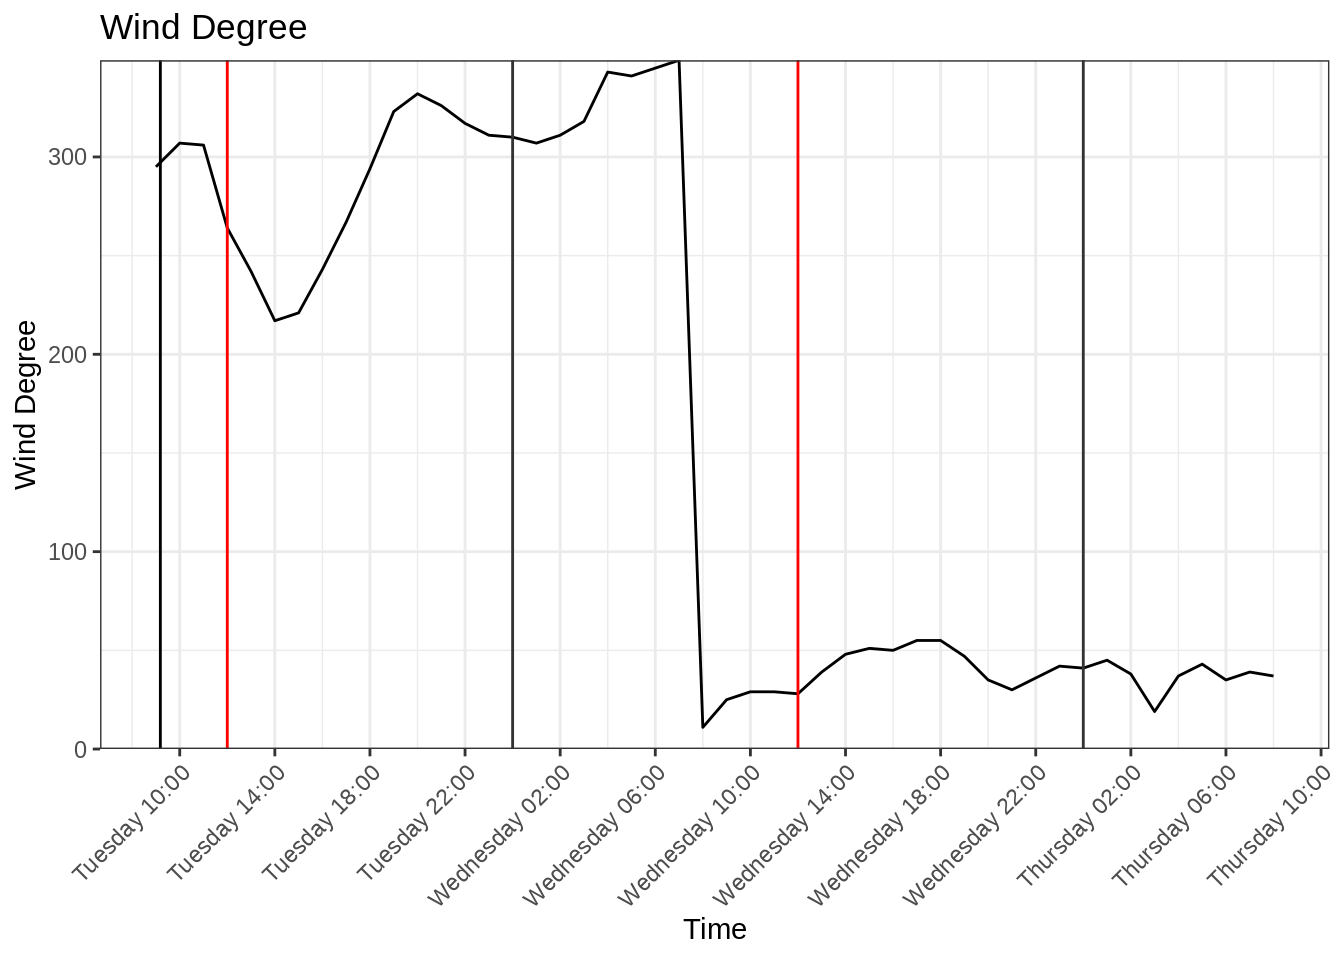 Wind Degree
Wind Degree
300
200
100
0
Tuesday 10:00
Tuesday 14:00
Tuesday 18:00
Tuesday 22:00
Wednesday 02:00
Wednesday 06:00
Wednesday 10:00
Wednesday 14:00
Wednesday 18:00
Wednesday 22:00
Thursday 02:00
Thursday 06:00
Thursday 10:00
Time